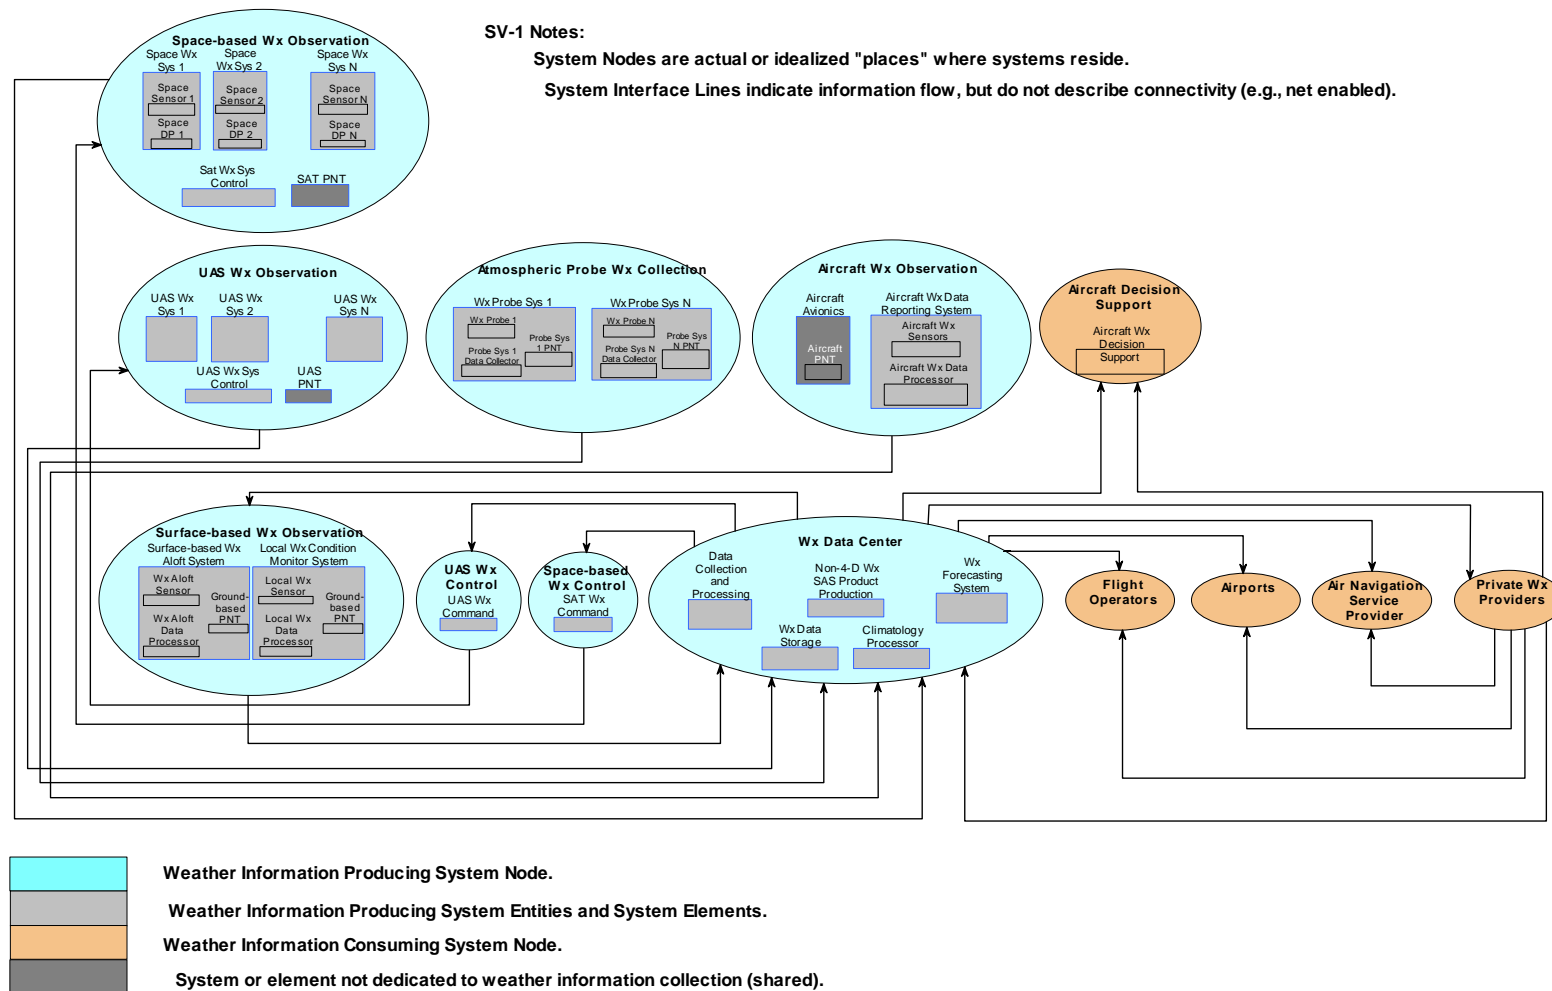 SV-1 Notes:
System Nodes are actual or idealized "places" where systems reside.
System Interface Lines indicate information flow, but do not describe connectivity (e.g., net enabled).
Space-based Wx Observation
Space Wx
Sys 1
Space
Sensor 1
Space
DP 1
Space
Wx Sys 2
Space
Sensor 2
Space
DP 2
Space Wx
Sys N
Space
Sensor N
Space
DP N
Sat Wx Sys
Control
SAT PNT
UAS Wx Observation
UAS Wx
Sys 1
UAS Wx
Sys 2
UAS Wx
Sys N
UAS Wx Sys
Control
UAS
PNT
Atmospheric Probe Wx Collection
Wx Probe Sys 1
Wx Probe 1
Probe Sys
1 PNT
Probe Sys 1
Data Collector
Wx Probe Sys N
Wx Probe N
Probe Sys
N PNT
Probe Sys N
Data Collector
Aircraft Wx Observation
Aircraft
Avionics
Aircraft
PNT
Aircraft Wx Data
Reporting System
Aircraft Wx
Sensors
Aircraft Wx Data
Processor
Aircraft Decision
Support
Aircraft Wx
Decision
Support
Surface-based Wx Observation
Surface-based Wx
Aloft System
Wx Aloft
Sensor
Ground-
based
PNT
Wx Aloft
Data
Processor
Local Wx Condition
Monitor System
Local Wx
Sensor
Ground-
based
PNT
Local Wx
Data
Processor
UAS Wx
Control
UAS Wx
Command
Space-based
Wx Control
SAT Wx
Command
Wx Data Center
Data
Collection
and
Processing
Non-4-D Wx
SAS Product
Production
Wx
Forecasting
System
Wx Data
Storage
Climatology
Processor
Flight
Operators
Airports
Air Navigation
Service
Provider
Private Wx
Providers
Weather Information Producing System Node.
Weather Information Producing System Entities and System Elements.
Weather Information Consuming System Node.
System or element not dedicated to weather information collection (shared).